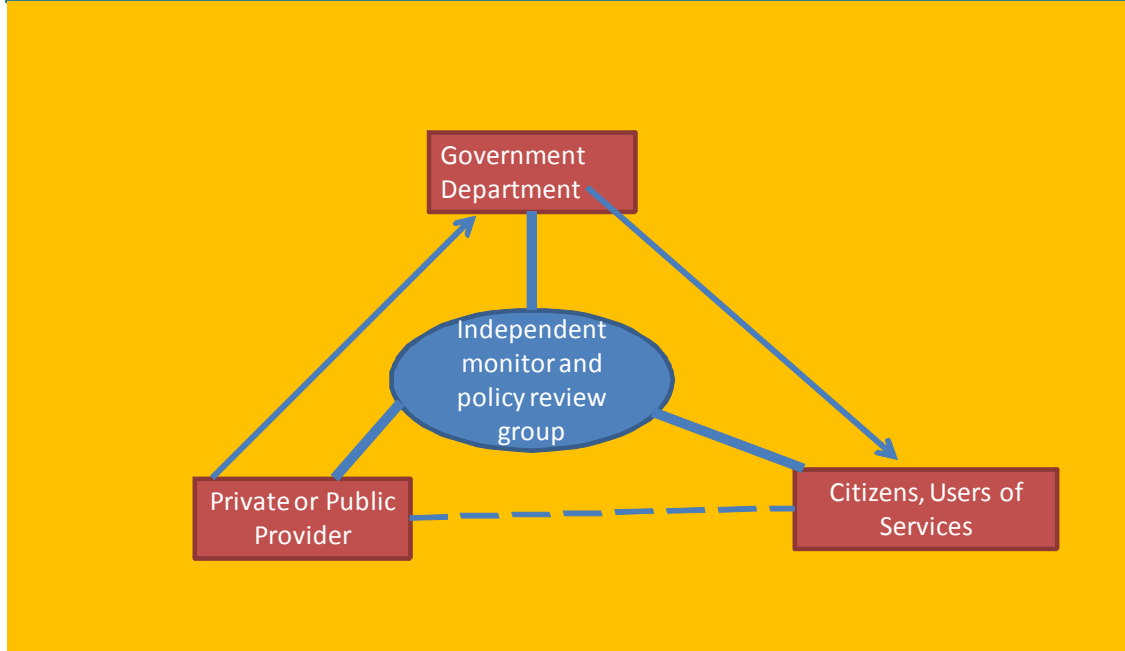 Government
Department
Independent
monitor and
policy review
group
Private or Public
Provider
Citizens, Users of
Services